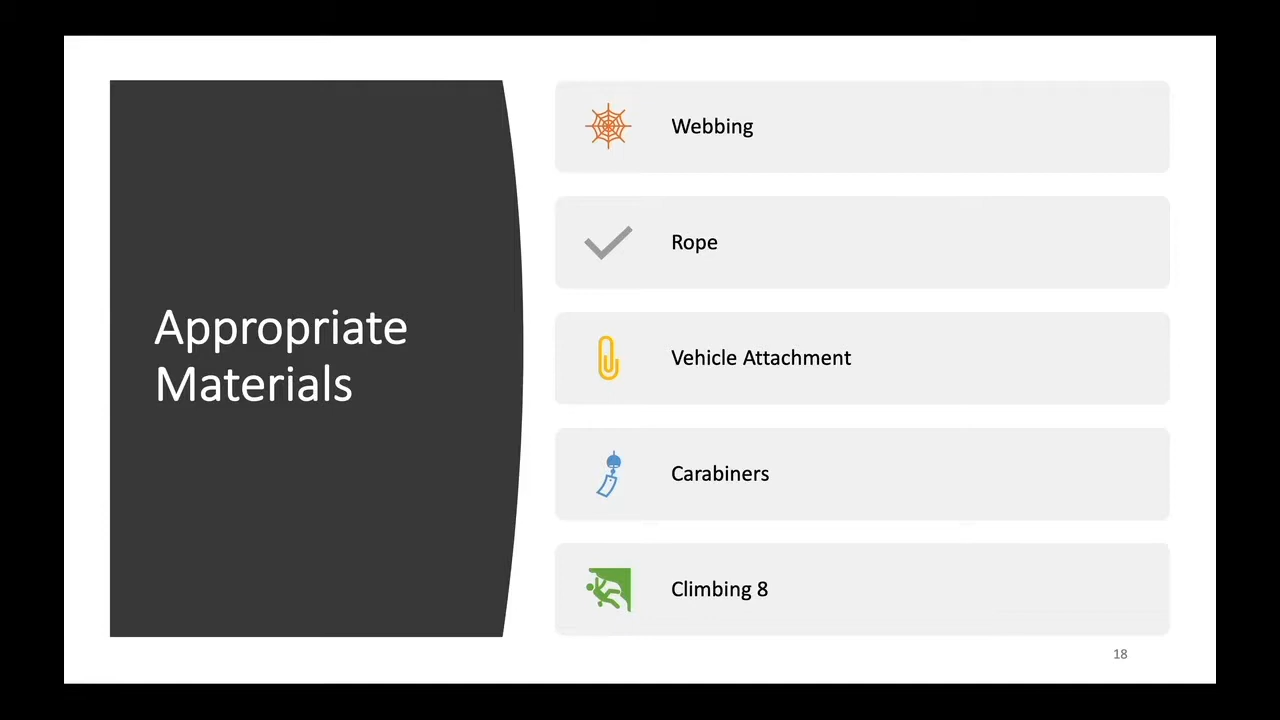 Appropriate
Materials
Webbing
Rope
Vehicle Attachment
Carabiners
Climbing 8
18